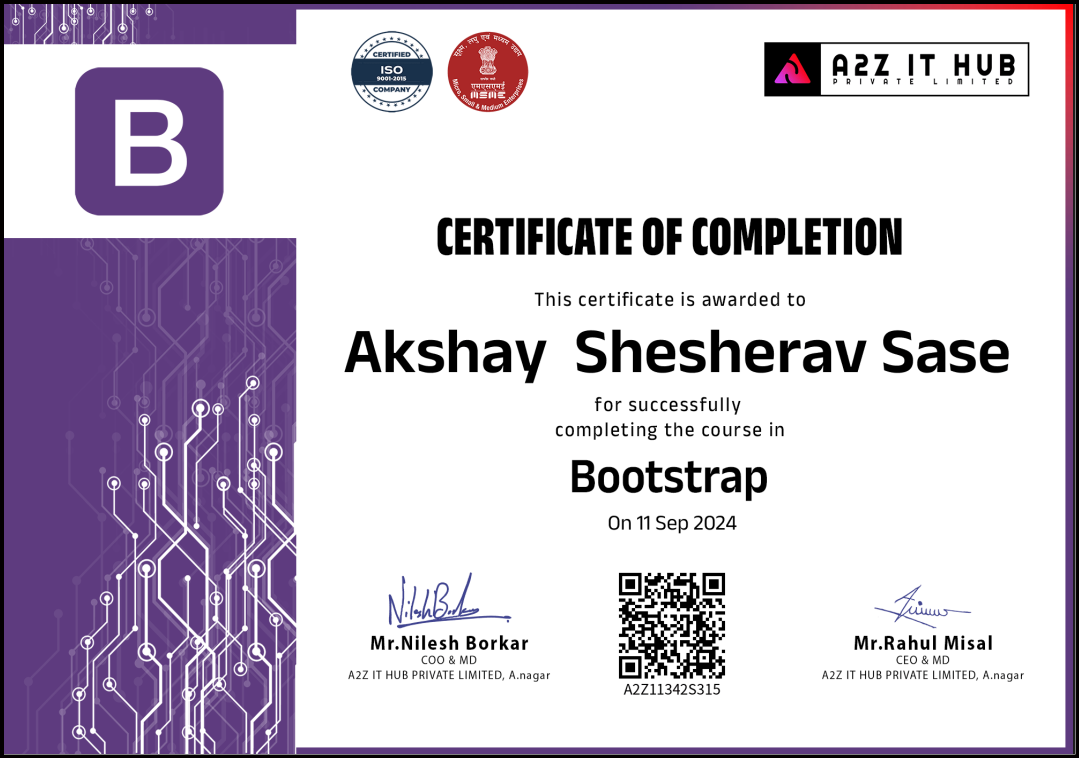 CERTIFIED
ISO
9001-2015
COMPANY
सूक्ष्म, लघु एवं मध्यम उद्यम
एमएसएमई
MSME
Micro, Small & Medium Enterprises
A2Z IT HUB
PRIVATE LIMITED
B
CERTIFICATE OF COMPLETION
This certificate is awarded to
Akshay Shesherav Sase
for successfully
completing the course in
Bootstrap
On 11 Sep 2024
Nilesh Borkar
Mr.Nilesh Borkar
COO & MD
A2Z IT HUB PRIVATE LIMITED, A.nagar
A2Z11342S315
Mr.Rahul Misal
CEO & MD
A2Z IT HUB PRIVATE LIMITED, A.nagar